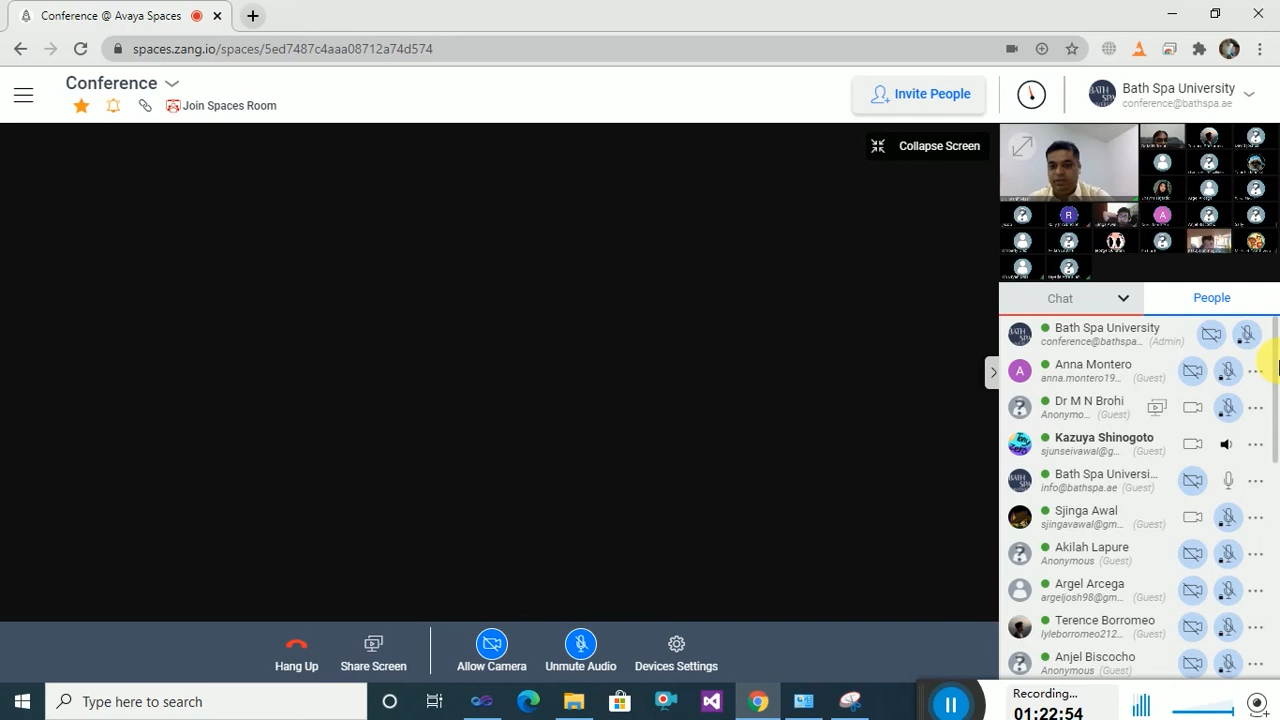 Conference @ Avaya Spaces
spaces.zang.io/spaces/5ed7487c4aaa08712a74d574
Conference
Join Spaces Room
Invite People
Bath Spa University
conference@bathspa.ae
Collapse Screen
R
A
Chat
People
Bath Spa University
conference@bathspa... (Admin)
A
Anna Montero
anna.montero19... (Guest)
Dr M N Brohi
Anonymo... (Guest)
Kazuya Shinogoto
sjunseivawal@g... (Guest)
Bath Spa Universi...
info@bathspa.ae (Guest)
Sjinga Awal
sjingavawal@gm... (Guest)
Akilah Lapure
Anonymous (Guest)
Argel Arcega
argeljosh98@gm... (Guest)
Terence Borromeo
lyleborromeo212... (Guest)
Anjel Biscocho
Anonymous (Guest)
Hang Up
Share Screen
Allow Camera
Unmute Audio
Devices Settings
Type here to search
Recording...
01:22:54